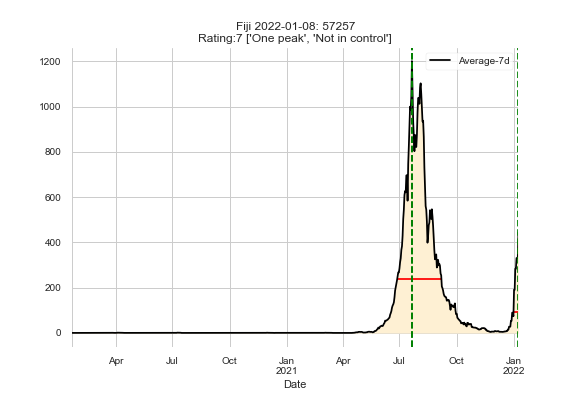 Fiji 2022-01-08: 57257
Rating:7 ['One peak', 'Not in control']
Average-7d
1200
1000
800
600
400
200
0
Apr
Jul
Oct
Jan
2021
Apr
Jul
Oct
Jan
2022
Date